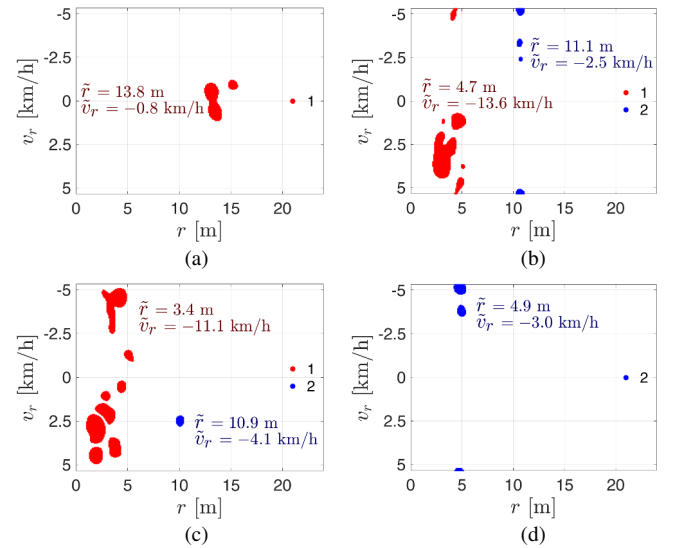 -5
-2.5
0
2.5
5
v_r [km/h]
r̃ = 13.8 m
ṽ_r = −0.8 km/h
1
0 5 10 15 20
r [m]
(a)
-5
-2.5
0
2.5
5
v_r [km/h]
r̃ = 11.1 m
ṽ_r = −2.5 km/h
r̃ = 4.7 m
ṽ_r = −13.6 km/h
1
2
0 5 10 15 20
r [m]
(b)
-5
-2.5
0
2.5
5
v_r [km/h]
r̃ = 3.4 m
ṽ_r = −11.1 km/h
1
2
r̃ = 10.9 m
ṽ_r = −4.1 km/h
0 5 10 15 20
r [m]
(c)
-5
-2.5
0
2.5
5
v_r [km/h]
r̃ = 4.9 m
ṽ_r = −3.0 km/h
2
0 5 10 15 20
r [m]
(d)